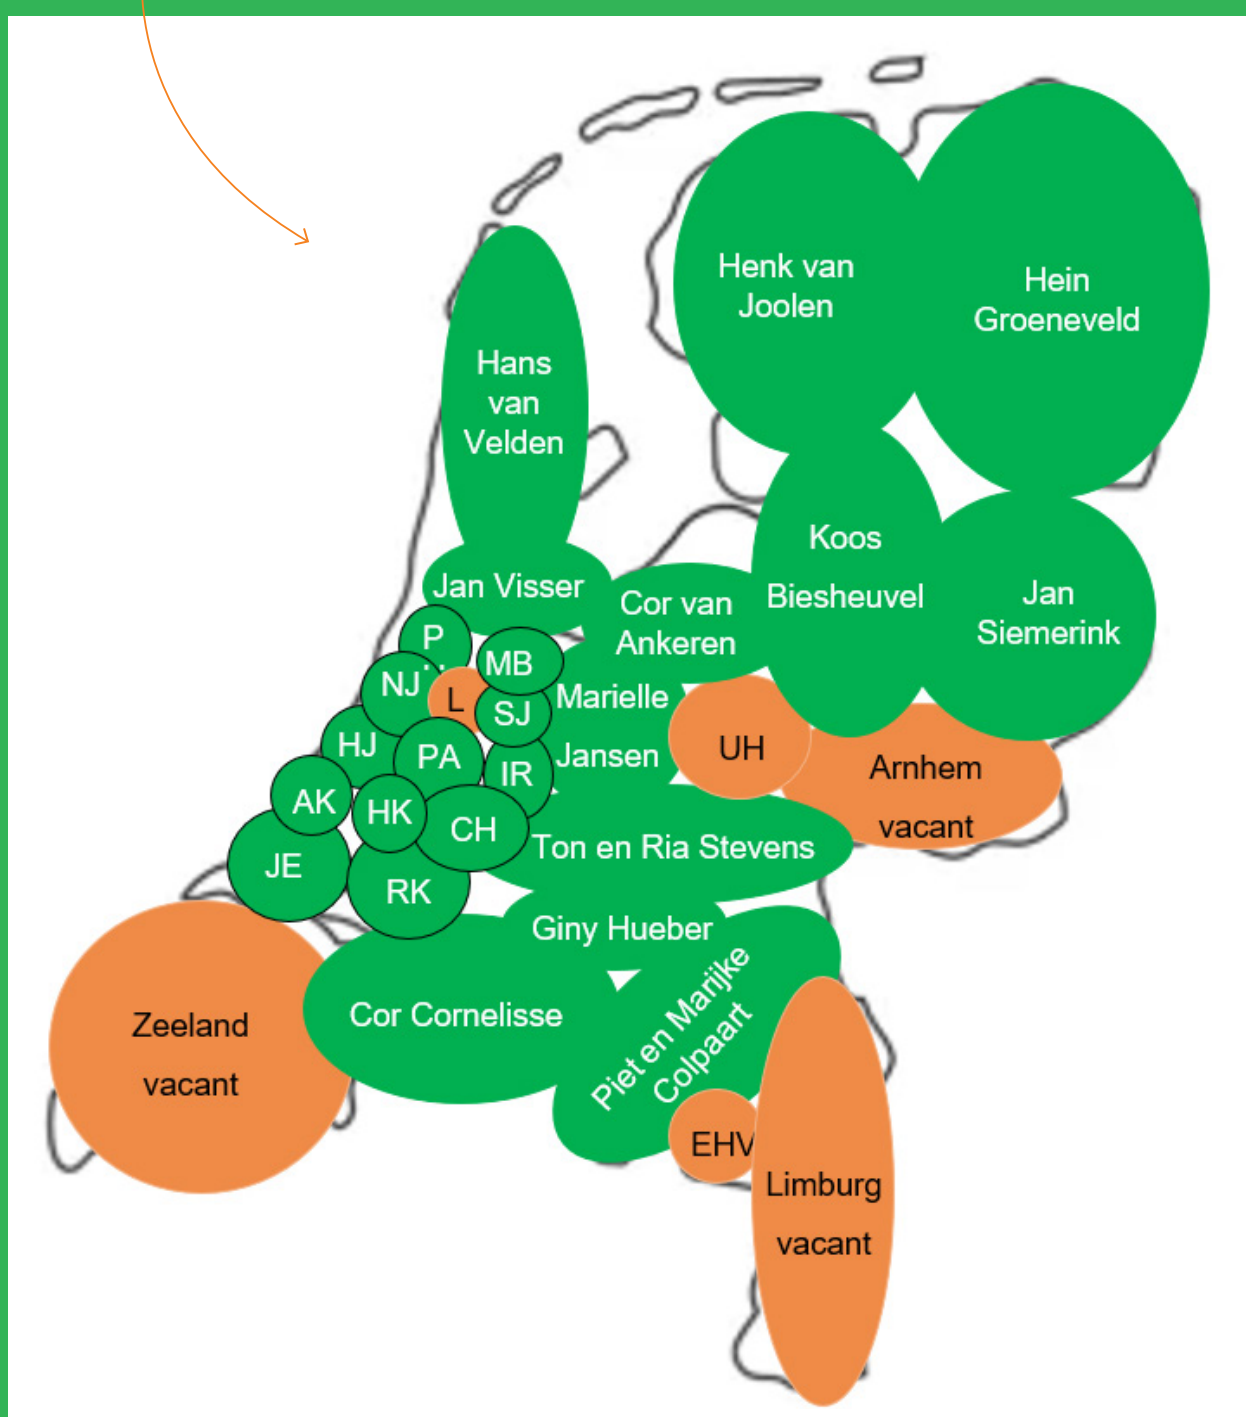 Henk van
Joolen
Hein
Groeneveld
Hans
van
Velden
Koos
Biesheuvel
Jan
Siemerink
Jan Visser
Cor van
Ankeren
P
MB
NJ
L
SJ
Marielle
Jansen
HJ
PA
IR
UH
Arnhem
vacant
AK
HK
CH
JE
RK
Ton en Ria Stevens
Giny Hueber
Cor Cornelisse
Piet en Marijke
Colpaart
Zeeland
vacant
EHV
Limburg
vacant